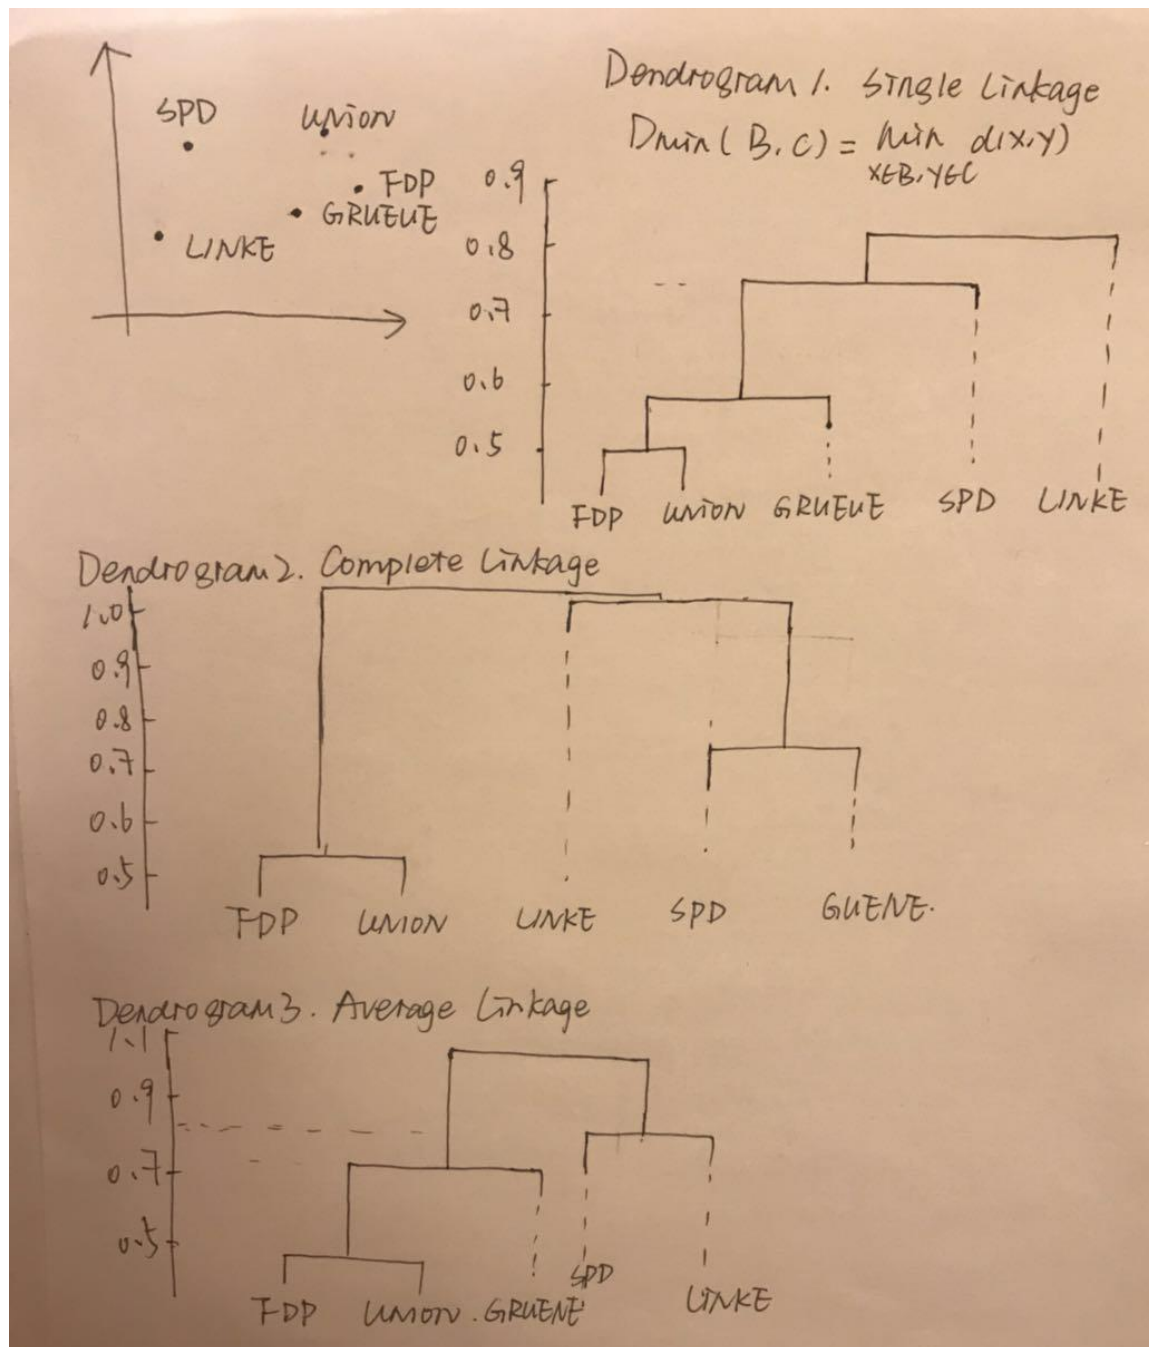 SPD
UNION
FDP
GRUEUE
LINKE
Dendrogram 1. Single Linkage
Dmin(B,C) = min d(x,y)
x∈B,y∈C
0.9
0.8
0.7
0.6
0.5
FDP UNION GRUEUE SPD LINKE
Dendrogram 2. Complete Linkage
1.0
0.9
0.8
0.7
0.6
0.5
FDP UNION LINKE SPD GUENE.
Dendrogram 3. Average Linkage
1.1
0.9
0.7
0.5
FDP UNION. GRUENE SPD LINKE